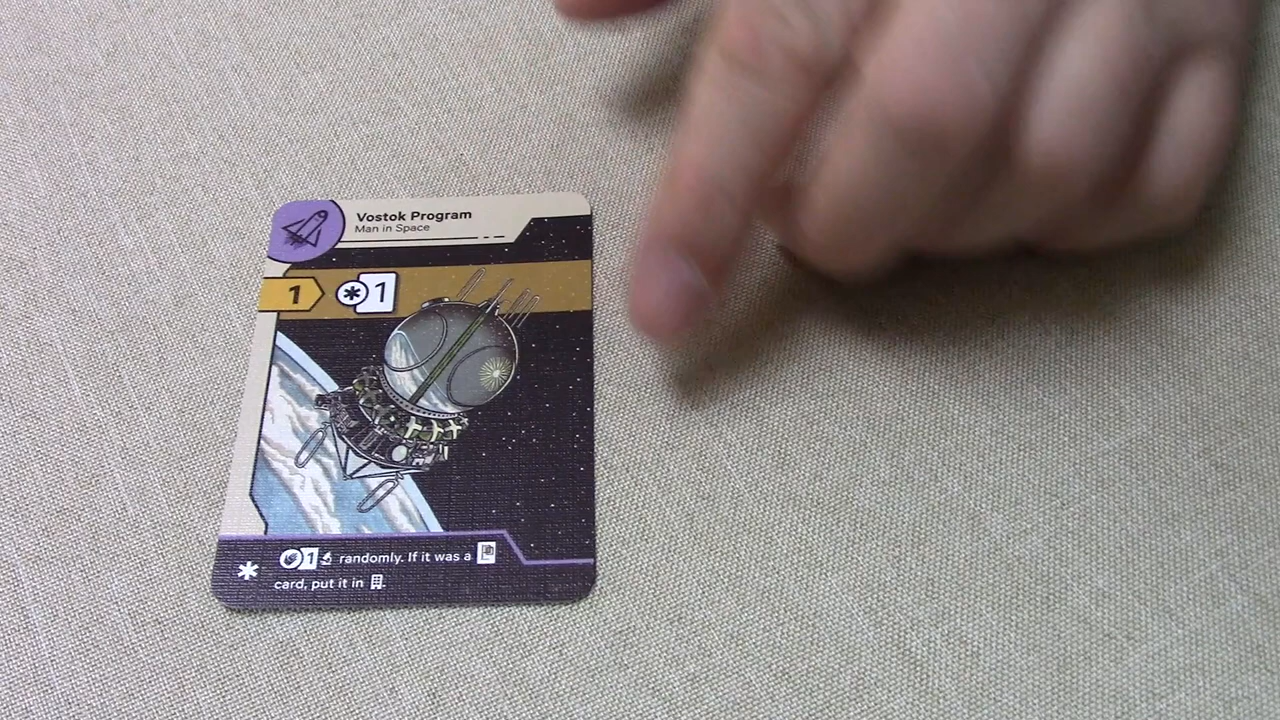 Vostok Program
Man in Space
1 * 1
1 randomly. If it was a
* card, put it in